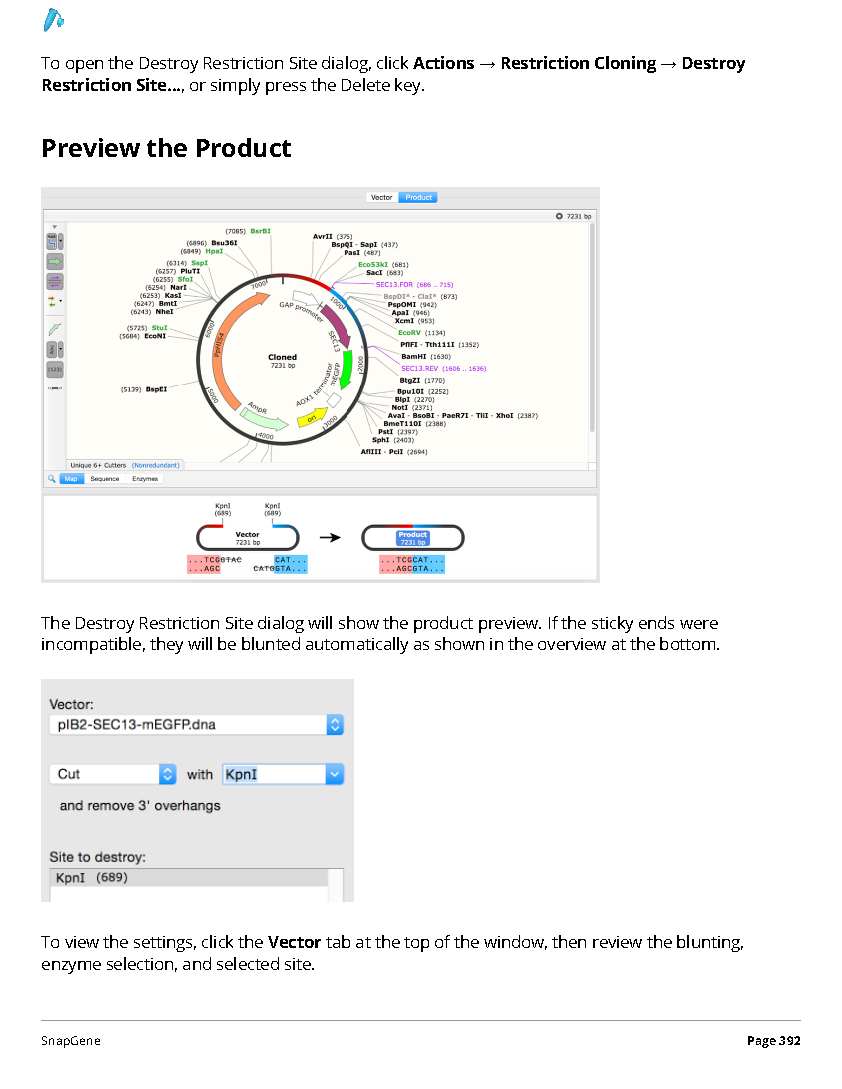 To open the Destroy Restriction Site dialog, click Actions → Restriction Cloning → Destroy
Restriction Site..., or simply press the Delete key.
Preview the Product
Vector Product
7231 bp
(7085) BsrBI
(6896) Bsu36I
(6849) HpaI
(6314) SspI
(6257) PluTI
(6255) SfoI
(6254) NarI
(6253) KasI
(6247) BmtI
(6243) NheI
(5725) StuI
(5684) EcoNI
(5139) BspEI
AvrII (375)
BspQI - SapI (437)
PasI (487)
Eco53kI (681)
SacI (683)
SEC13.FOR (686 .. 715)
BspDI* - ClaI* (873)
PspOMI (942)
ApaI (946)
XcmI (953)
EcoRV (1134)
PflFI - Tth111I (1352)
BamHI (1630)
SEC13.REV (1606 .. 1636)
BtgZI (1770)
Bpu10I (2252)
BlpI (2270)
NotI (2371)
AvaI - BsoBI - PaeR7I - TliI - XhoI (2387)
BmeT110I (2388)
PstI (2397)
SphI (2403)
AflIII - PciI (2694)
1000
2000
3000
4000
5000
6000
7000
GAP promoter
SEC13
mEGFP
AOX1 terminator
ori
AmpR
PpHIS4
Cloned
7231 bp
Unique 6+ Cutters (Nonredundant)
Map Sequence Enzymes
KpnI KpnI
(689) (689)
Vector
7231 bp
Product
7231 bp
...TCGGTAC CAT... ...TCGCAT...
...AGC CATGGTA... ...AGCGTA...
The Destroy Restriction Site dialog will show the product preview. If the sticky ends were
incompatible, they will be blunted automatically as shown in the overview at the bottom.
Vector:
pIB2-SEC13-mEGFP.dna
Cut with KpnI
and remove 3' overhangs
Site to destroy:
KpnI (689)
To view the settings, click the Vector tab at the top of the window, then review the blunting,
enzyme selection, and selected site.
SnapGene Page 392